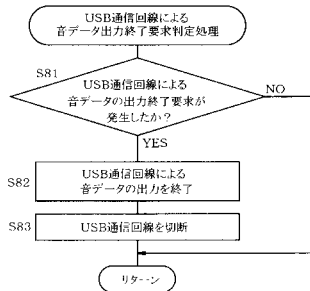 USB通信回線による
音データ出力終了要求判定処理
S81
USB通信回線による
音データの出力終了要求が
発生したか?
NO
YES
S82
USB通信回線による
音データの出力を終了
S83
USB通信回線を切断
リターン